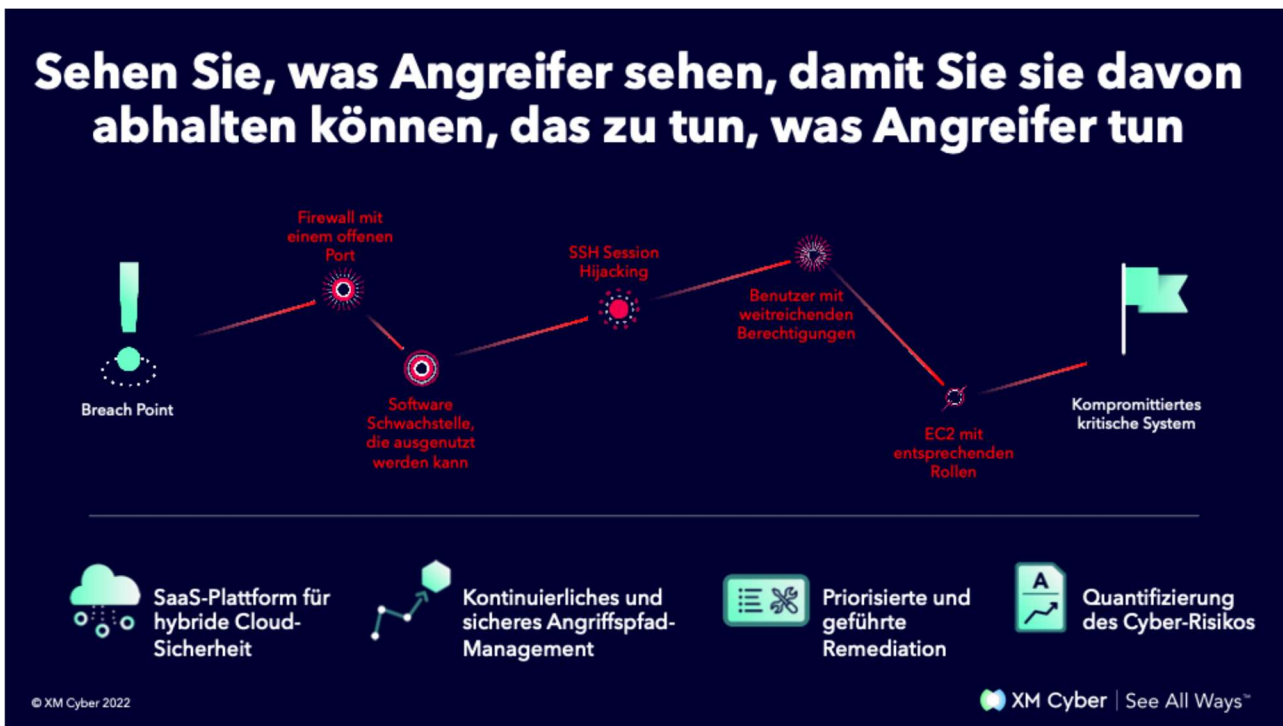 Sehen Sie, was Angreifer sehen, damit Sie sie davon
abhalten können, das zu tun, was Angreifer tun
Firewall mit
einem offenen
Port
SSH Session
Hijacking
Benutzer mit
weitreichenden
Berechtigungen
Breach Point
Software
Schwachstelle,
die ausgenutzt
werden kann
EC2 mit
entsprechenden
Rollen
Kompromittiertes
kritische System
SaaS-Plattform für
hybride Cloud-
Sicherheit
Kontinuierliches und
sicheres Angriffspfad-
Management
Priorisierte und
geführte
Remediation
A
Quantifizierung
des Cyber-Risikos
© XM Cyber 2022
XM Cyber | See All Ways™